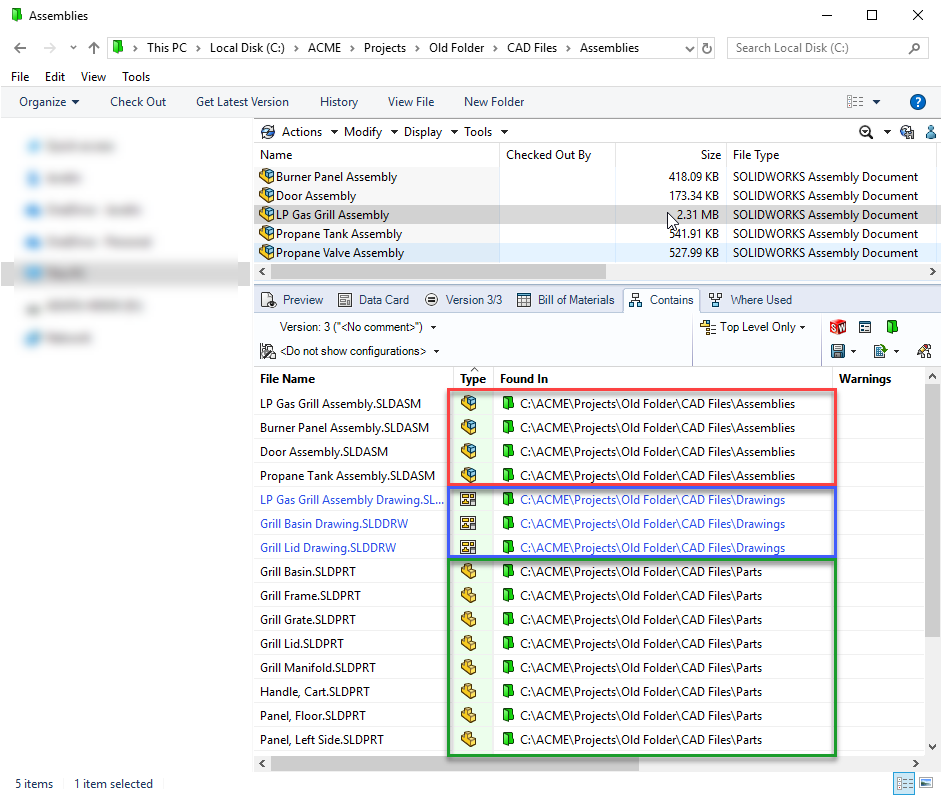 Assemblies
This PC > Local Disk (C:) > ACME > Projects > Old Folder > CAD Files > Assemblies
Search Local Disk (C:)
File Edit View Tools
Organize Check Out Get Latest Version History View File New Folder
Actions Modify Display Tools
Name Checked Out By Size File Type
Burner Panel Assembly 418.09 KB SOLIDWORKS Assembly Document
Door Assembly 173.34 KB SOLIDWORKS Assembly Document
LP Gas Grill Assembly 2.31 MB SOLIDWORKS Assembly Document
Propane Tank Assembly 541.91 KB SOLIDWORKS Assembly Document
Propane Valve Assembly 527.99 KB SOLIDWORKS Assembly Document
Preview Data Card Version 3/3 Bill of Materials Contains Where Used
Version: 3 ("<No comment>") Top Level Only
<Do not show configurations>
File Name Type Found In Warnings
LP Gas Grill Assembly.SLDASM C:\ACME\Projects\Old Folder\CAD Files\Assemblies
Burner Panel Assembly.SLDASM C:\ACME\Projects\Old Folder\CAD Files\Assemblies
Door Assembly.SLDASM C:\ACME\Projects\Old Folder\CAD Files\Assemblies
Propane Tank Assembly.SLDASM C:\ACME\Projects\Old Folder\CAD Files\Assemblies
LP Gas Grill Assembly Drawing.SL... C:\ACME\Projects\Old Folder\CAD Files\Drawings
Grill Basin Drawing.SLDDRW C:\ACME\Projects\Old Folder\CAD Files\Drawings
Grill Lid Drawing.SLDDRW C:\ACME\Projects\Old Folder\CAD Files\Drawings
Grill Basin.SLDPRT C:\ACME\Projects\Old Folder\CAD Files\Parts
Grill Frame.SLDPRT C:\ACME\Projects\Old Folder\CAD Files\Parts
Grill Grate.SLDPRT C:\ACME\Projects\Old Folder\CAD Files\Parts
Grill Lid.SLDPRT C:\ACME\Projects\Old Folder\CAD Files\Parts
Grill Manifold.SLDPRT C:\ACME\Projects\Old Folder\CAD Files\Parts
Handle, Cart.SLDPRT C:\ACME\Projects\Old Folder\CAD Files\Parts
Panel, Floor.SLDPRT C:\ACME\Projects\Old Folder\CAD Files\Parts
Panel, Left Side.SLDPRT C:\ACME\Projects\Old Folder\CAD Files\Parts
5 items 1 item selected